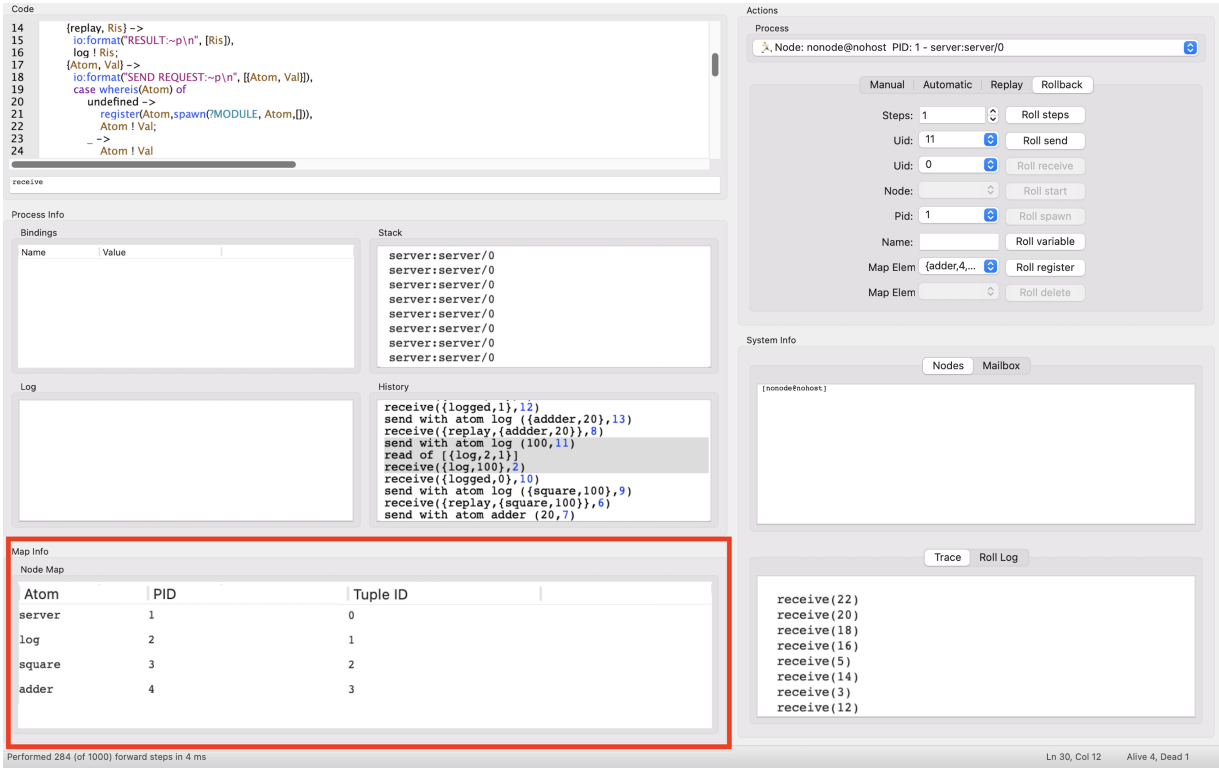 Code
14 {replay, Ris} ->
15 io:format("RESULT:~p\n", [Ris]),
16 log ! Ris;
17 {Atom, Val} ->
18 io:format("SEND REQUEST:~p\n", [{Atom, Val}]),
19 case whereis(Atom) of
20 undefined ->
21 register(Atom,spawn(?MODULE, Atom,[])),
22 Atom ! Val;
23 _ ->
24 Atom ! Val
receive
Process Info
Bindings
Name Value
Stack
server:server/0
server:server/0
server:server/0
server:server/0
server:server/0
server:server/0
server:server/0
server:server/0
Log
History
receive({logged,1},12)
send with atom log ({addder,20},13)
receive({replay,{addder,20}},8)
send with atom log (100,11)
read of [{log,2,1}]
receive({log,100},2)
receive({logged,0},10)
send with atom log ({square,100},9)
receive({replay,{square,100}},6)
send with atom adder (20,7)
Map Info
Node Map
Atom PID Tuple ID
server 1 0
log 2 1
square 3 2
adder 4 3
Performed 284 (of 1000) forward steps in 4 ms
Actions
Process
Node: nonode@nohost PID: 1 - server:server/0
Manual Automatic Replay Rollback
Steps: 1 Roll steps
Uid: 11 Roll send
Uid: 0 Roll receive
Node: Roll start
Pid: 1 Roll spawn
Name: Roll variable
Map Elem {adder,4,... Roll register
Map Elem Roll delete
System Info
Nodes Mailbox
[nonode@nohost]
Trace Roll Log
receive(22)
receive(20)
receive(18)
receive(16)
receive(5)
receive(14)
receive(3)
receive(12)
Ln 30, Col 12 Alive 4, Dead 1